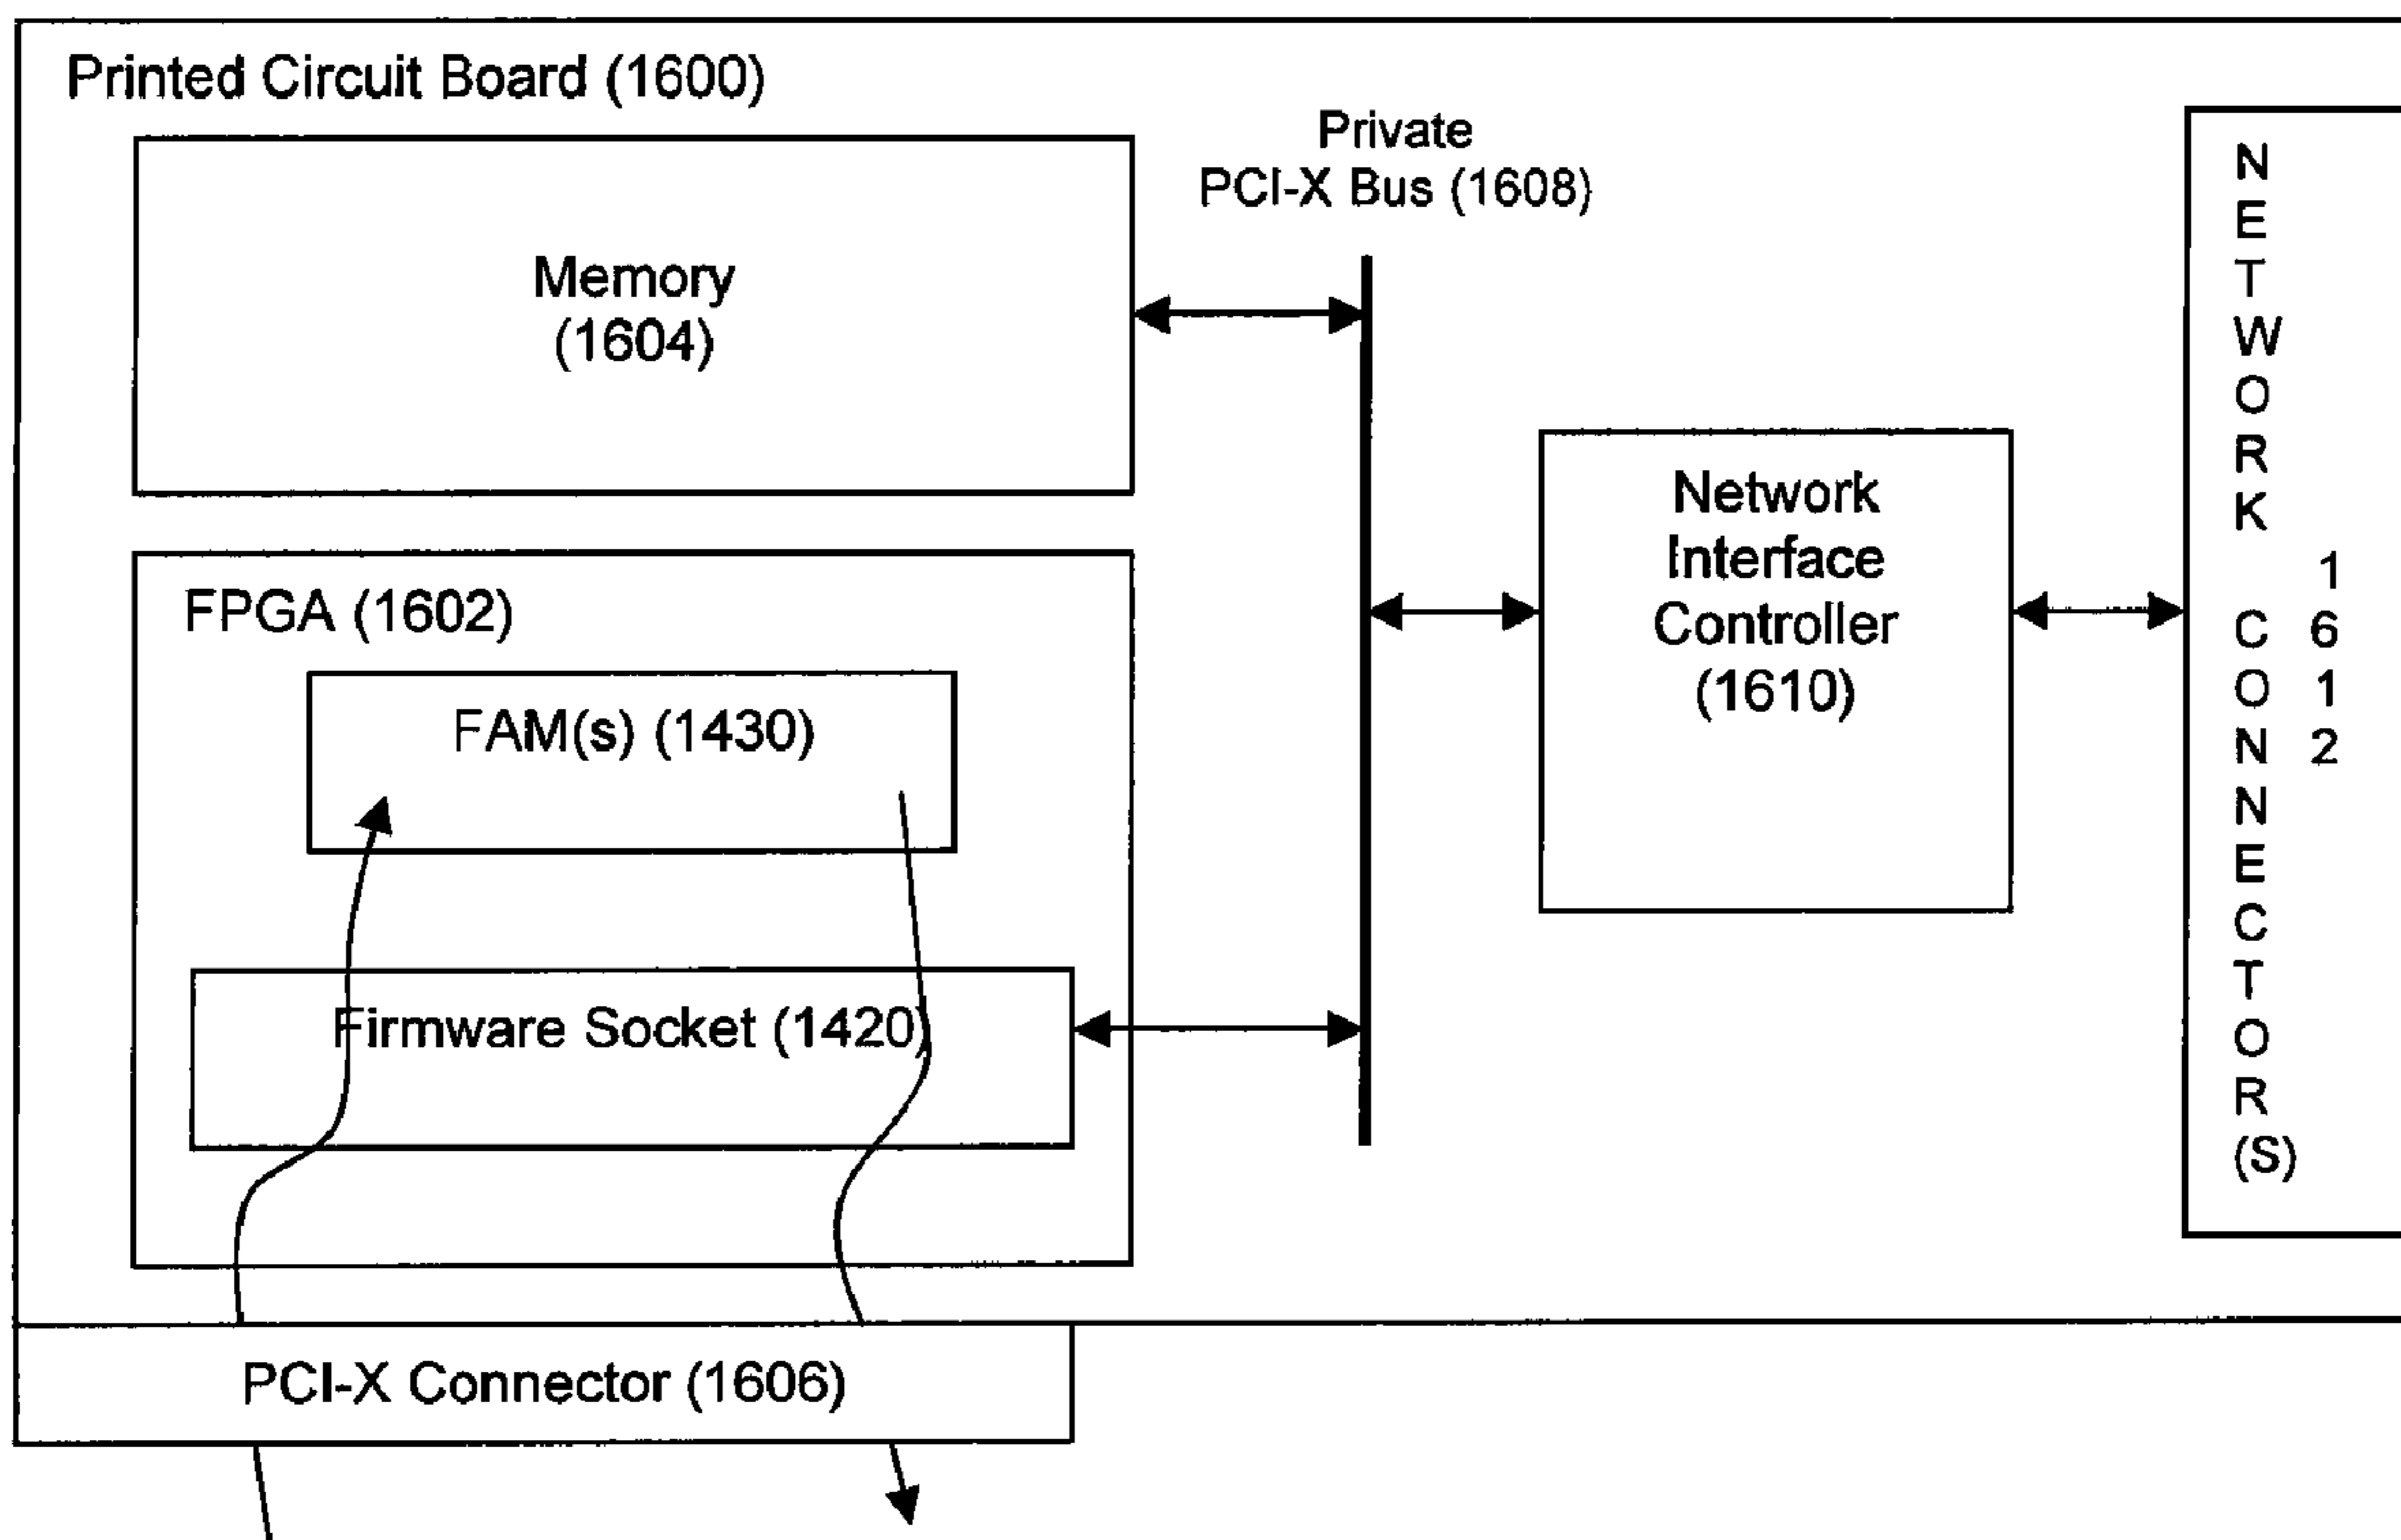 Printed Circuit Board (1600)
Private
PCI-X Bus (1608)
Memory
(1604)
FPGA (1602)
FAM(s) (1430)
Firmware Socket (1420)
Network
Interface
Controller
(1610)
NETWORK CONNECTOR(S)
1612
PCI-X Connector (1606)